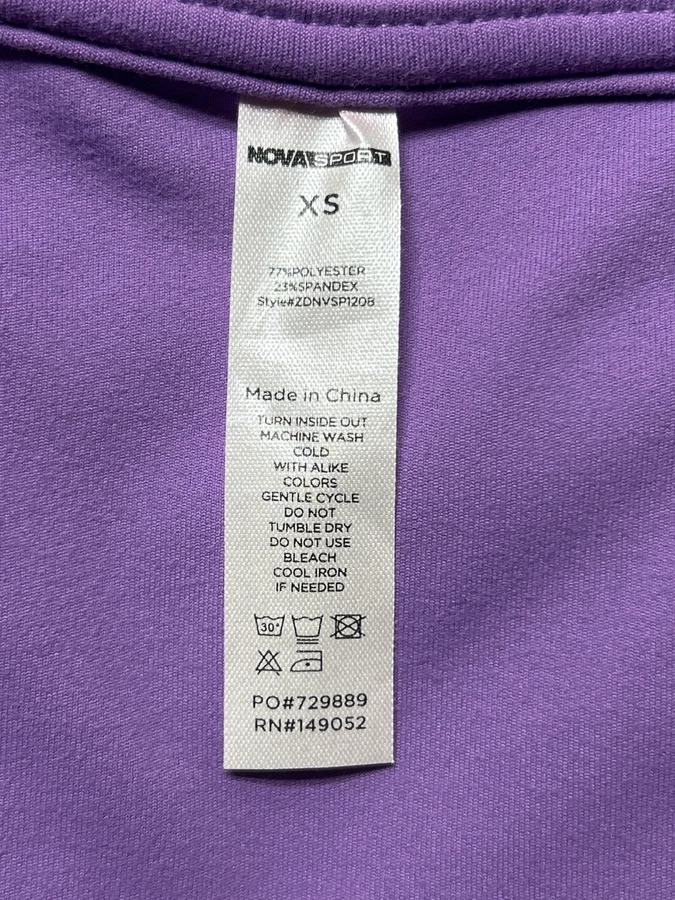 NOVA SPORT
XS
77%POLYESTER
23%SPANDEX
Style#ZDNVSP1208
Made in China
TURN INSIDE OUT
MACHINE WASH
COLD
WITH ALIKE
COLORS
GENTLE CYCLE
DO NOT
TUMBLE DRY
DO NOT USE
BLEACH
COOL IRON
IF NEEDED
30°
PO#729889
RN#149052